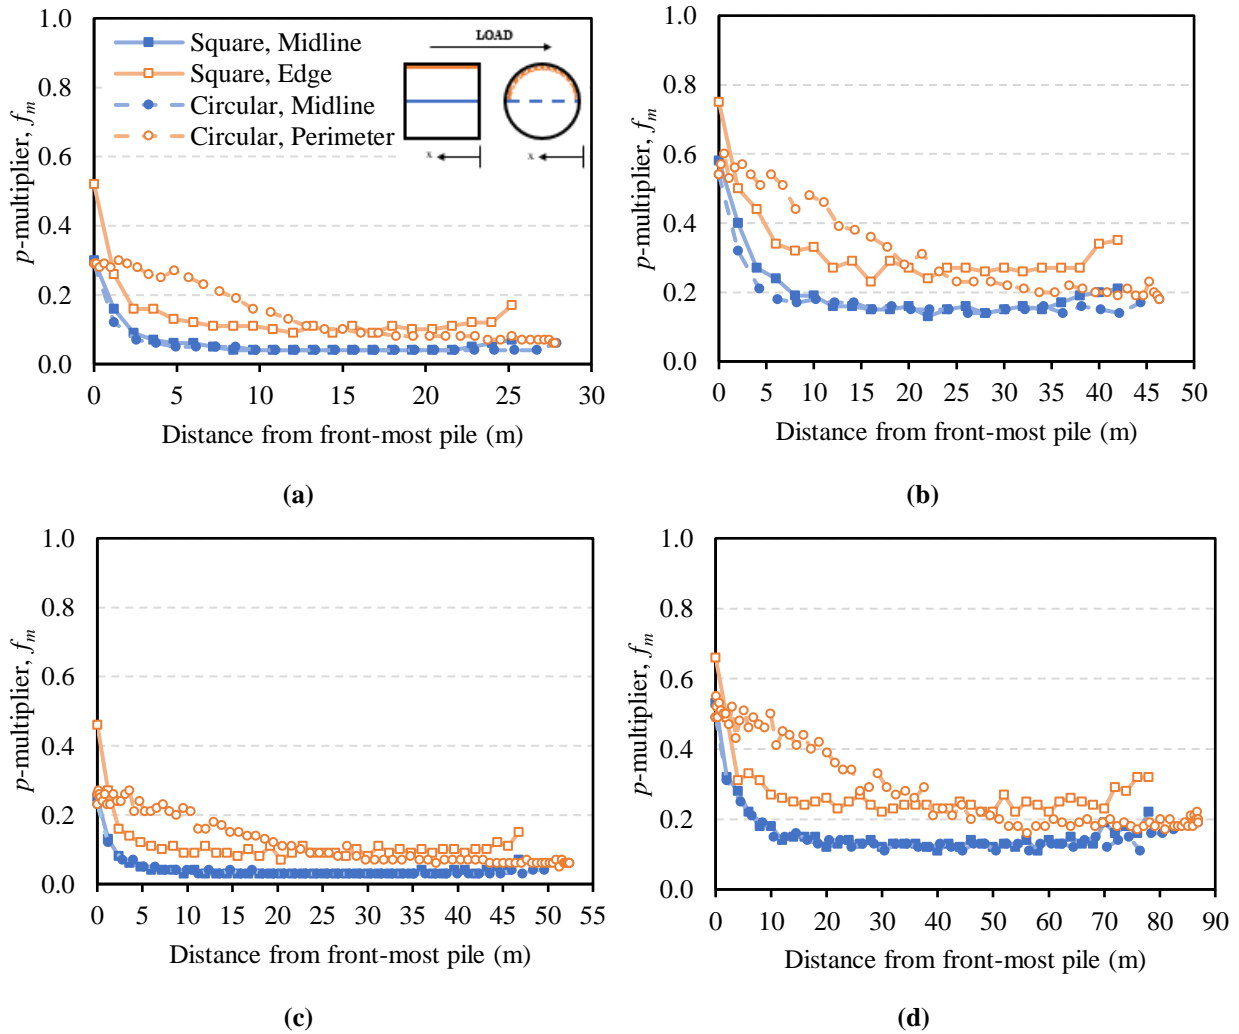 1.0
0.8
0.6
0.4
0.2
0.0
p-multiplier, fm
Square, Midline
Square, Edge
Circular, Midline
Circular, Perimeter
LOAD
x
x
0 5 10 15 20 25 30
Distance from front-most pile (m)
(a)
1.0
0.8
0.6
0.4
0.2
0.0
p-multiplier, fm
0 5 10 15 20 25 30 35 40 45 50
Distance from front-most pile (m)
(b)
1.0
0.8
0.6
0.4
0.2
0.0
p-multiplier, fm
0 5 10 15 20 25 30 35 40 45 50 55
Distance from front-most pile (m)
(c)
1.0
0.8
0.6
0.4
0.2
0.0
p-multiplier, fm
0 10 20 30 40 50 60 70 80 90
Distance from front-most pile (m)
(d)